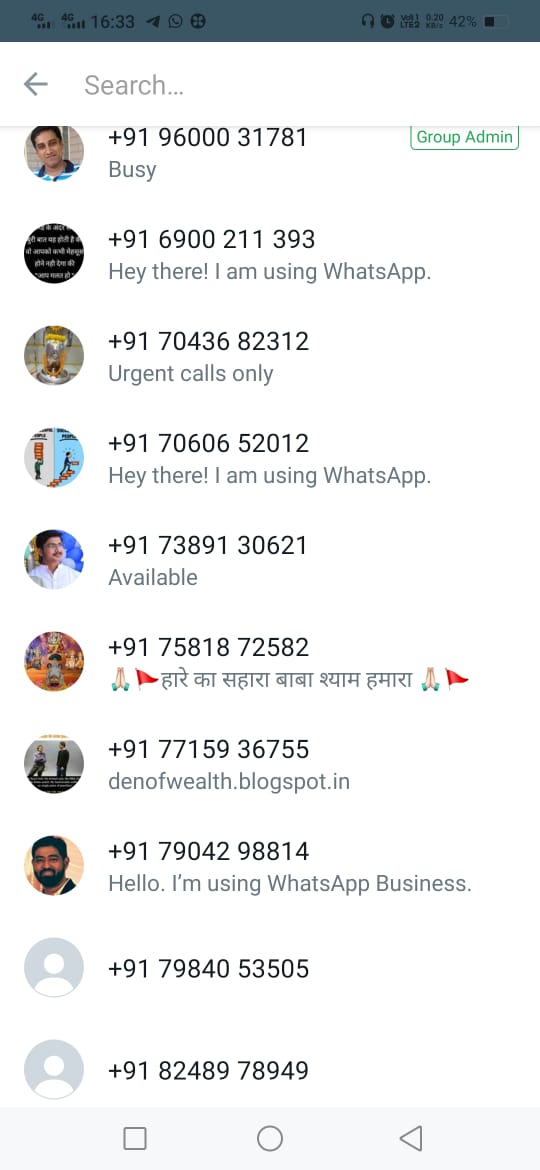 4G 4G 16:33 Vo) 1 LTE2 0.20 KB/s 42%
Search...
+91 96000 31781 Group Admin
Busy
+91 6900 211 393
Hey there! I am using WhatsApp.
+91 70436 82312
Urgent calls only
+91 70606 52012
Hey there! I am using WhatsApp.
+91 73891 30621
Available
+91 75818 72582
🙏🏻🚩हारे का सहारा बाबा श्याम हमारा 🙏🏻🚩
+91 77159 36755
denofwealth.blogspot.in
+91 79042 98814
Hello. I’m using WhatsApp Business.
+91 79840 53505
+91 82489 78949